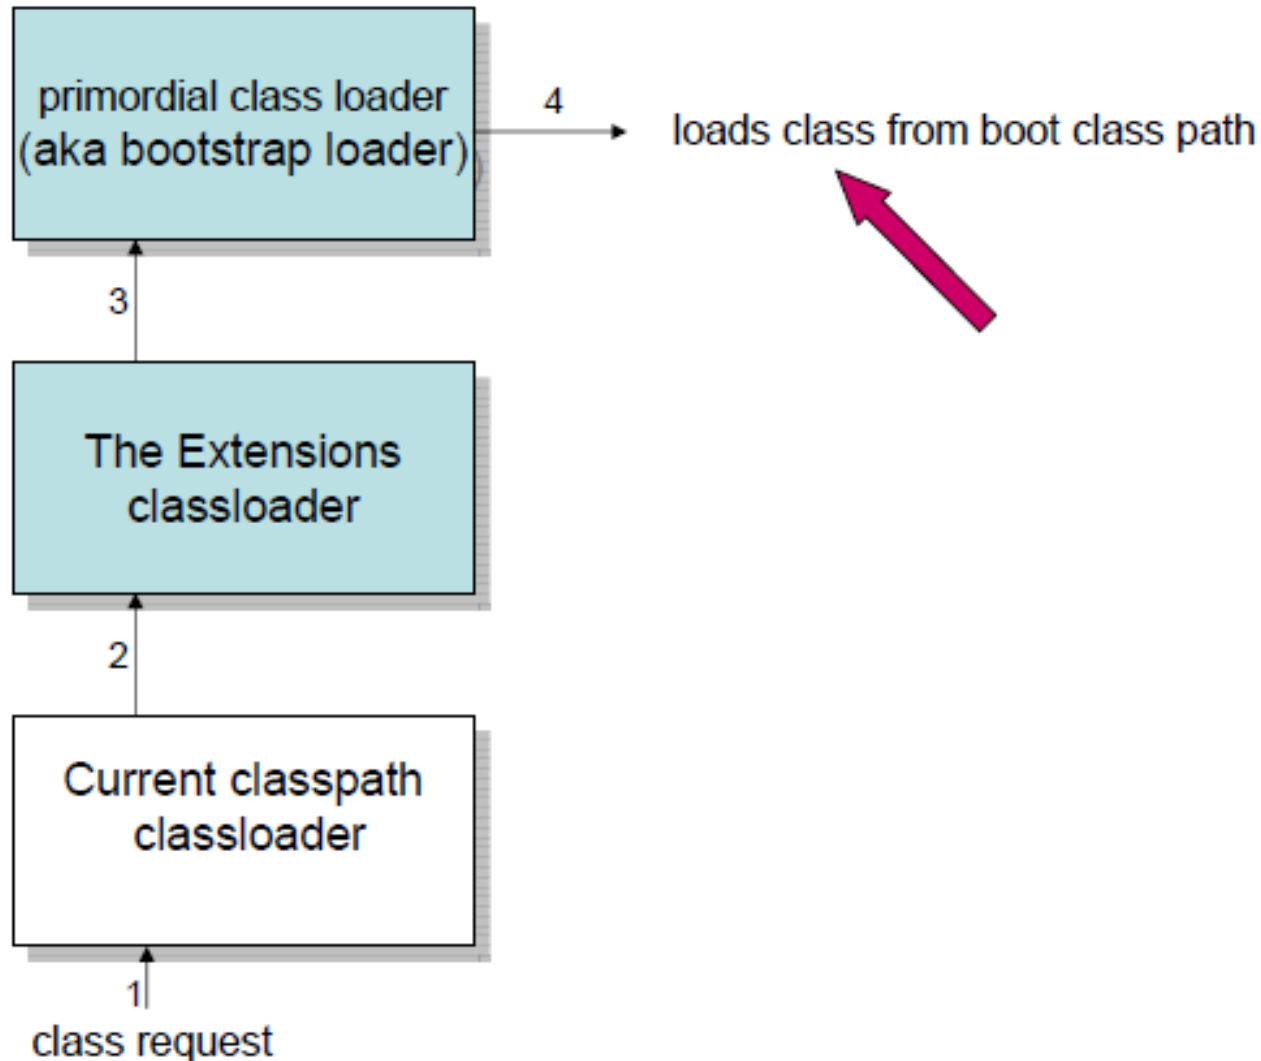 primordial class loader
(aka bootstrap loader)
4
loads class from boot class path
3
The Extensions
classloader
2
Current classpath
classloader
1
class request